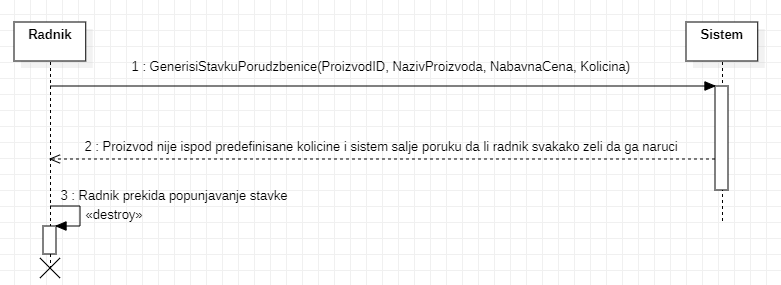 Radnik
Sistem
1 : GenerisiStavkuPorudzbenice(ProizvodID, NazivProizvoda, NabavnaCena, Kolicina)
2 : Proizvod nije ispod predefinisane kolicine i sistem salje poruku da li radnik svakako zeli da ga naruci
3 : Radnik prekida popunjavanje stavke
«destroy»